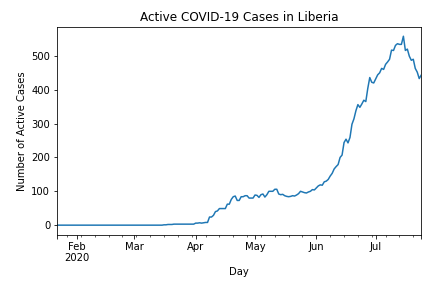 Active COVID-19 Cases in Liberia
Number of Active Cases
500
400
300
200
100
0
Feb
2020
Mar
Apr
May
Jun
Jul
Day